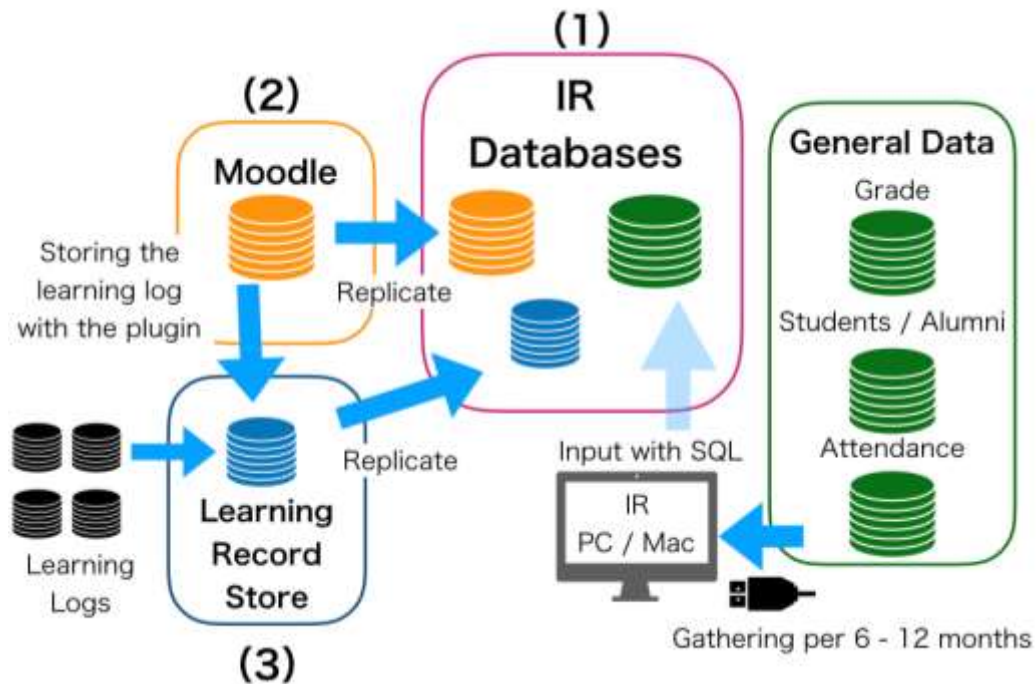 (1)
IR
Databases
(2)
Moodle
Storing the
learning log
with the plugin
Replicate
General Data
Grade
Students / Alumni
Attendance
Learning
Logs
Learning
Record
Store
(3)
Replicate
Input with SQL
IR
PC / Mac
Gathering per 6 - 12 months